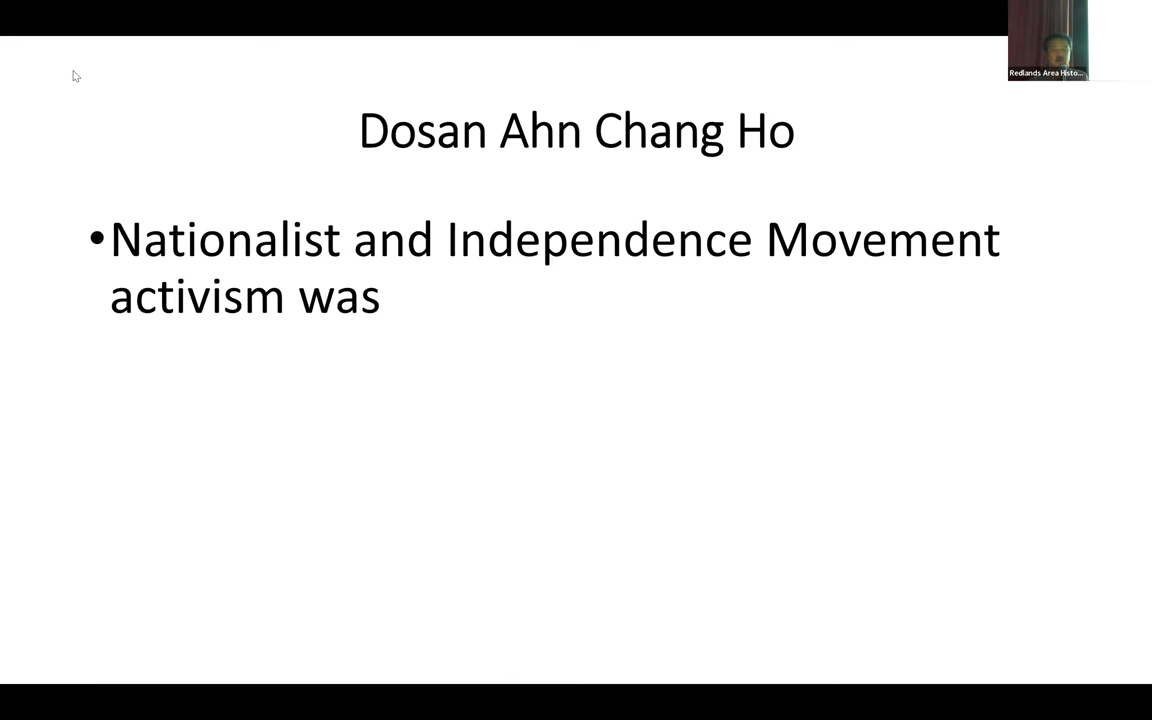 Redlands Area Histo...
Dosan Ahn Chang Ho
•Nationalist and Independence Movement
activism was